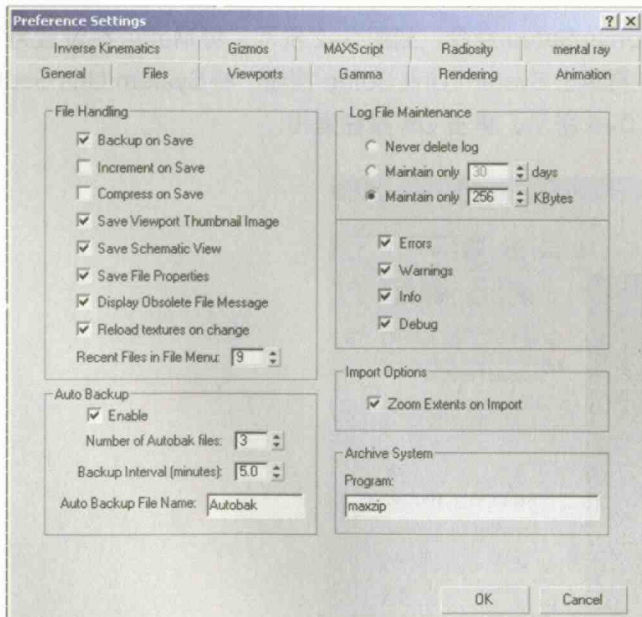 Preference Settings
Inverse Kinematics Gizmos MAXScript Radiosity mental ray
General Files Viewports Gamma Rendering Animation
File Handling
Backup on Save
Increment on Save
Compress on Save
Save Viewport Thumbnail Image
Save Schematic View
Save File Properties
Display Obsolete File Message
Reload textures on change
Recent Files in File Menu: 9
Auto Backup
Enable
Number of Autobak files: 3
Backup Interval (minutes): 5.0
Auto Backup File Name: Autobak
Log File Maintenance
Never delete log
Maintain only 30 days
Maintain only 256 KBytes
Errors
Warnings
Info
Debug
Import Options
Zoom Extents on Import
Archive System
Program:
maxzip
OK Cancel